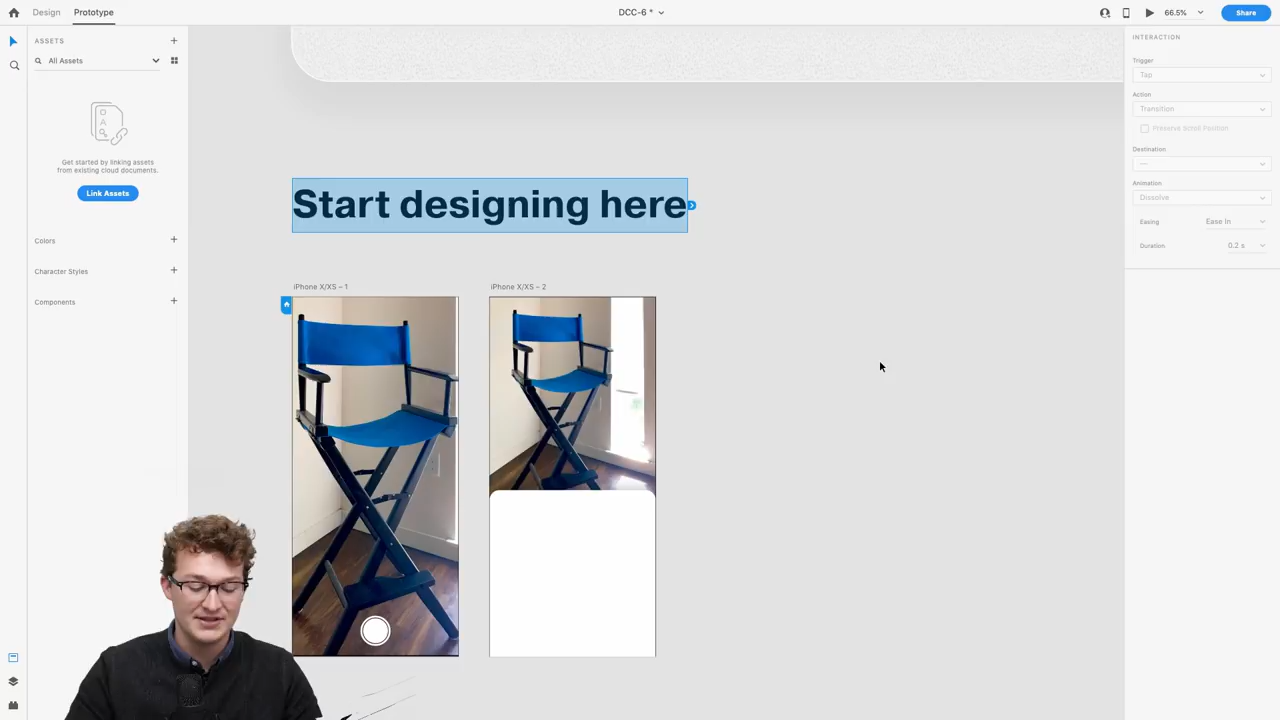 Design
Prototype
DCC-6 *
66.5%
Share
ASSETS
All Assets
D
A
Get started by linking assets
from existing cloud documents.
Link Assets
Colors
Character Styles
Components
Start designing here
iPhone X/XS – 1
iPhone X/XS – 2
INTERACTION
Trigger
Tap
Action
Transition
Preserve Scroll Position
Destination
—
Animation
Dissolve
Easing
Ease In
Duration
0.2 s